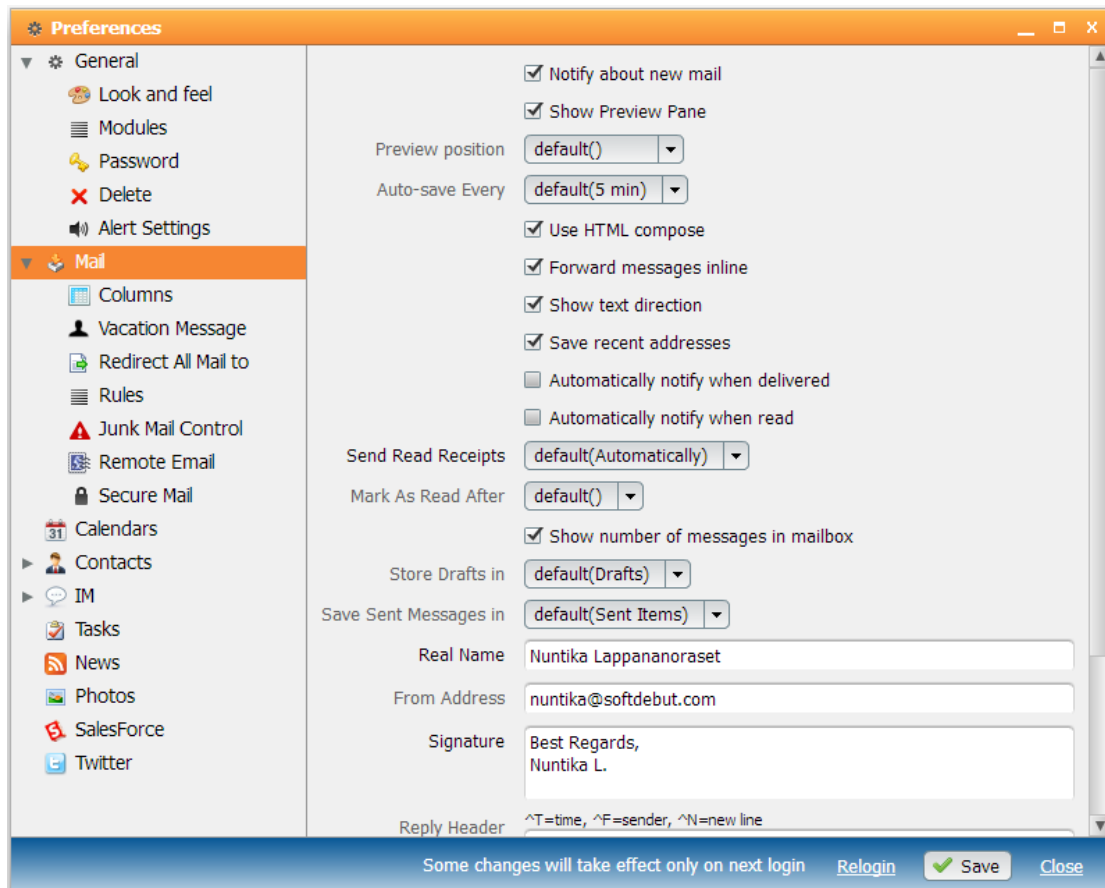 Preferences
General
Look and feel
Modules
Password
Delete
Alert Settings
Mail
Columns
Vacation Message
Redirect All Mail to
Rules
Junk Mail Control
Remote Email
Secure Mail
31 Calendars
Contacts
IM
Tasks
News
Photos
SalesForce
Twitter
Notify about new mail
Show Preview Pane
Preview position default()
Auto-save Every default(5 min)
Use HTML compose
Forward messages inline
Show text direction
Save recent addresses
Automatically notify when delivered
Automatically notify when read
Send Read Receipts default(Automatically)
Mark As Read After default()
Show number of messages in mailbox
Store Drafts in default(Drafts)
Save Sent Messages in default(Sent Items)
Real Name Nuntika Lappananoraset
From Address nuntika@softdebut.com
Signature Best Regards,
Nuntika L.
Reply Header ^T=time, ^F=sender, ^N=new line
Some changes will take effect only on next login Relogin Save Close